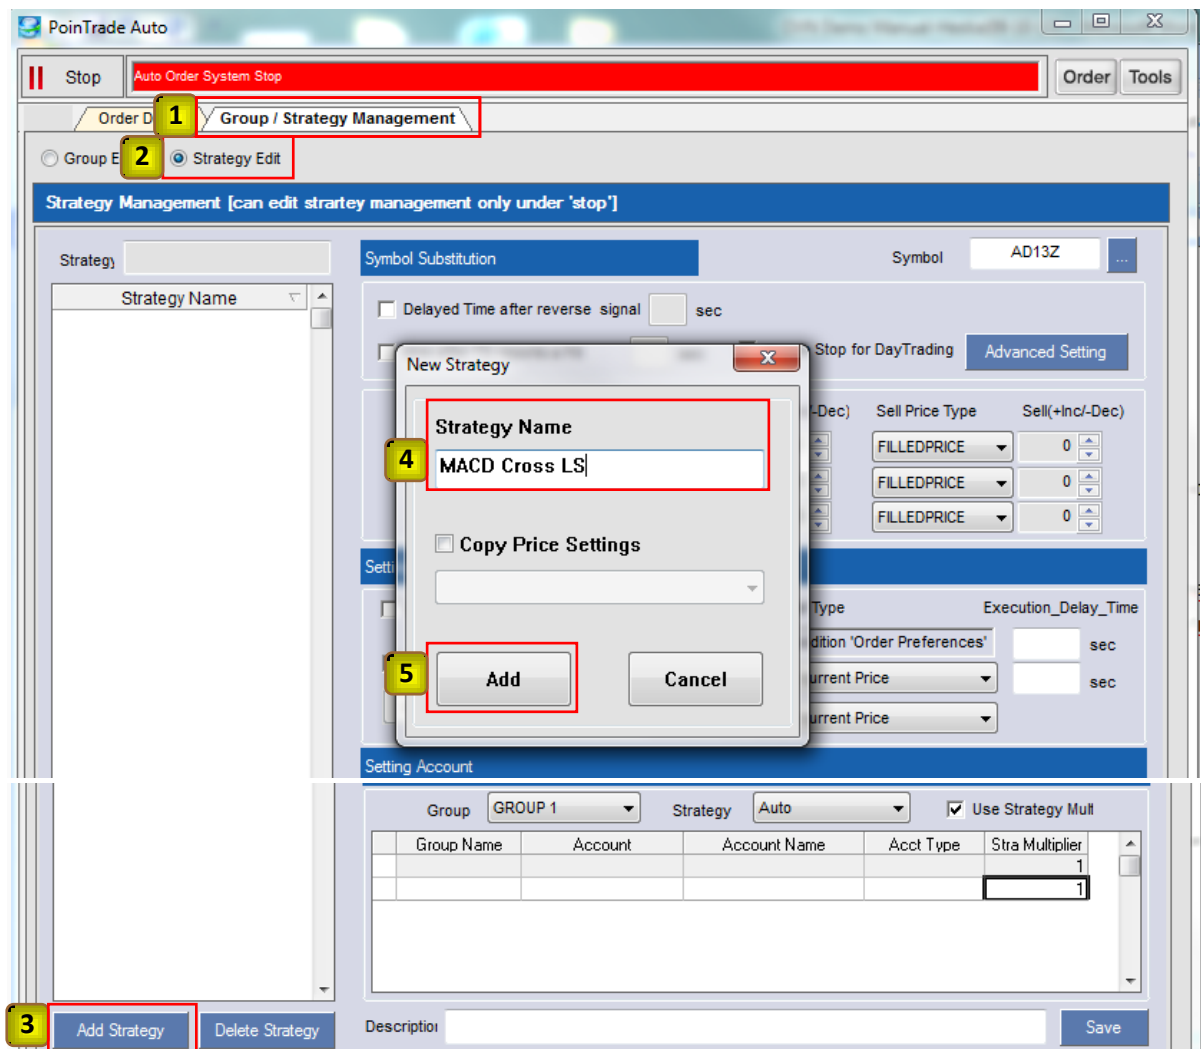 PoinTrade Auto
Stop
Auto Order System Stop
Order
Tools
Order D
1
Group / Strategy Management
Group E
2
Strategy Edit
Strategy Management [can edit strartey management only under 'stop']
Strategy
Symbol Substitution
Symbol
AD13Z
...
Strategy Name
Delayed Time after reverse signal
sec
Stop for DayTrading
Advanced Setting
New Strategy
-Dec)
Sell Price Type
Sell(+Inc/-Dec)
Strategy Name
4
MACD Cross LS
FILLEDPRICE
0
FILLEDPRICE
0
FILLEDPRICE
0
Copy Price Settings
Setti
Type
Execution_Delay_Time
dition 'Order Preferences'
sec
5
Add
Cancel
urrent Price
sec
urrent Price
Setting Account
Group
GROUP 1
Strategy
Auto
Use Strategy Mult
Group Name
Account
Account Name
Acct Type
Stra Multiplier
1
1
3
Add Strategy
Delete Strategy
Description
Save